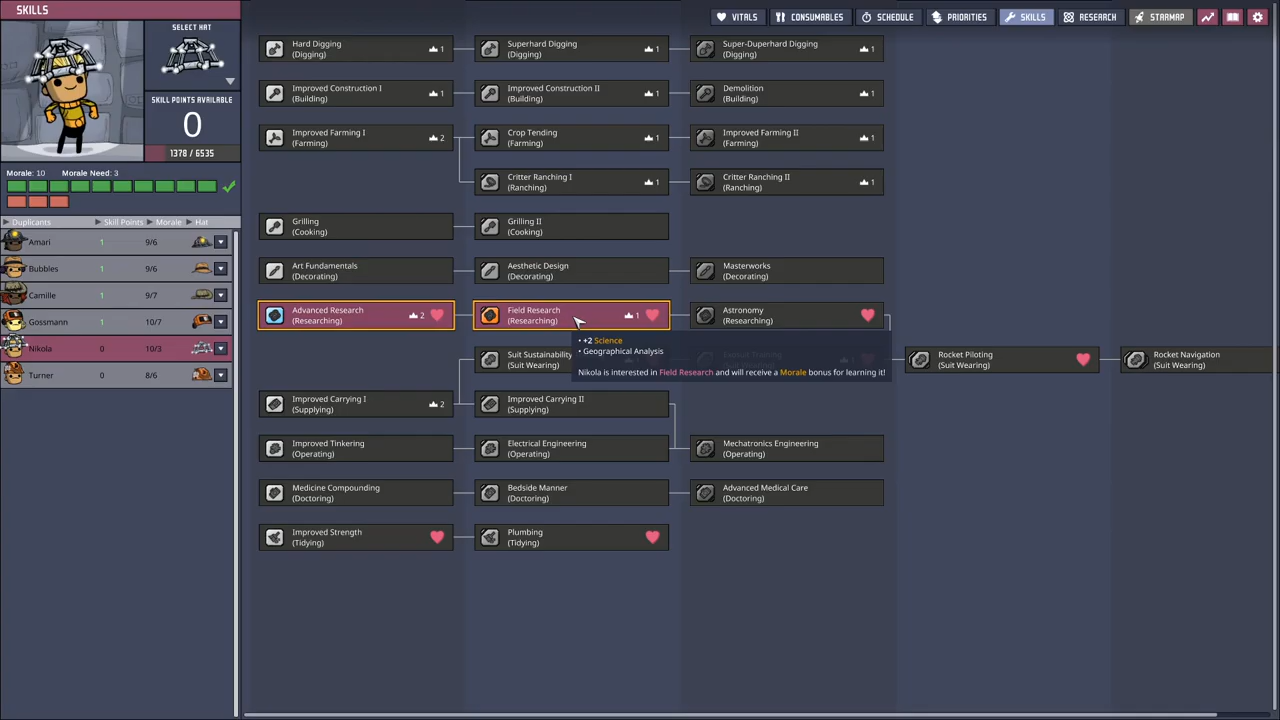 SKILLS
VITALS
CONSUMABLES
SCHEDULE
PRIORITIES
SKILLS
RESEARCH
STARMAP
SELECT HAT
SKILL POINTS AVAILABLE
0
1378 / 6535
Morale: 10
Morale Need: 3
Duplicants
Skill Points
Morale
Hat
Amari 1 9/6
Bubbles 1 9/6
Camille 1 9/7
Gossmann 1 10/7
Nikola 0 10/3
Turner 0 8/6
Hard Digging
(Digging)
1
Superhard Digging
(Digging)
1
Super-Duperhard Digging
(Digging)
1
Improved Construction I
(Building)
1
Improved Construction II
(Building)
1
Demolition
(Building)
1
Improved Farming I
(Farming)
2
Crop Tending
(Farming)
1
Improved Farming II
(Farming)
1
Critter Ranching I
(Ranching)
1
Critter Ranching II
(Ranching)
1
Grilling
(Cooking)
Grilling II
(Cooking)
Art Fundamentals
(Decorating)
Aesthetic Design
(Decorating)
Masterworks
(Decorating)
Advanced Research
(Researching)
2
Field Research
(Researching)
1
Astronomy
(Researching)
• +2 Science
• Geographical Analysis
Nikola is interested in Field Research and will receive a Morale bonus for learning it!
Suit Sustainability
(Suit Wearing)
Rocket Piloting
(Suit Wearing)
Rocket Navigation
(Suit Wearing)
Improved Carrying I
(Supplying)
2
Improved Carrying II
(Supplying)
Improved Tinkering
(Operating)
Electrical Engineering
(Operating)
Mechatronics Engineering
(Operating)
Medicine Compounding
(Doctoring)
Bedside Manner
(Doctoring)
Advanced Medical Care
(Doctoring)
Improved Strength
(Tidying)
Plumbing
(Tidying)